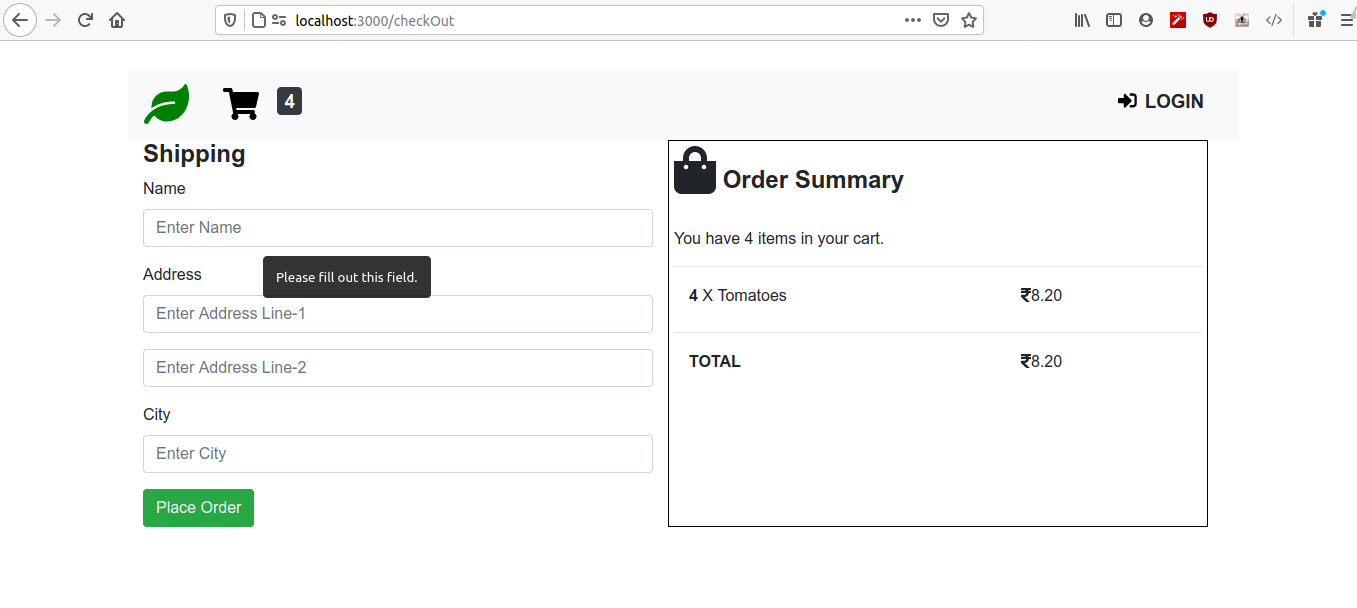 localhost:3000/checkOut
4
LOGIN
Shipping
Name
Enter Name
Address
Please fill out this field.
Enter Address Line-1
Enter Address Line-2
City
Enter City
Place Order
Order Summary
You have 4 items in your cart.
4 X Tomatoes ₹8.20
TOTAL ₹8.20